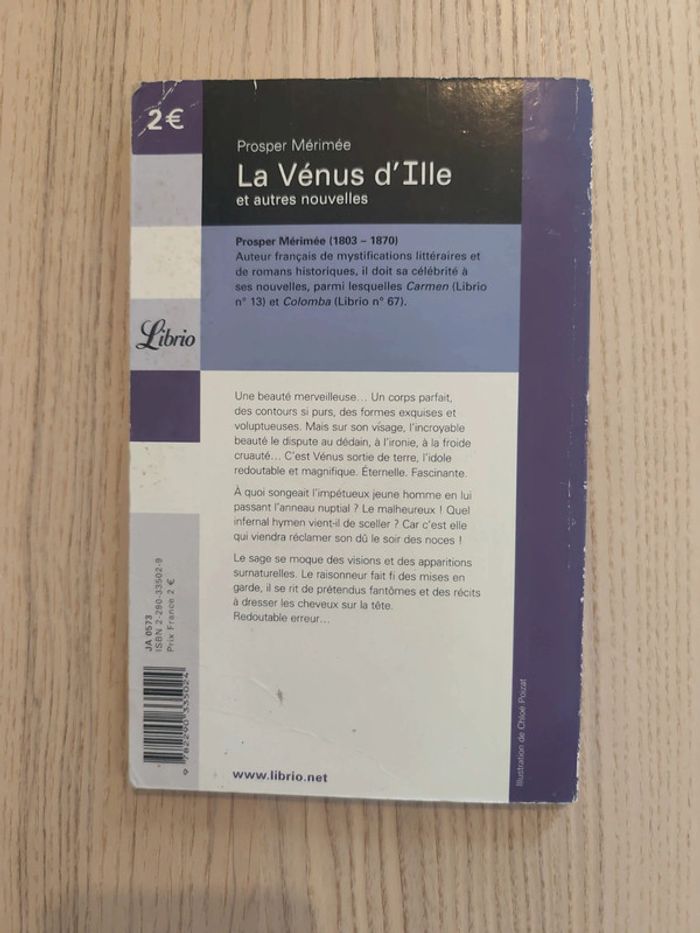 2€
Prosper Mérimée
La Vénus d'Ille
et autres nouvelles
Prosper Mérimée (1803 – 1870)
Auteur français de mystifications littéraires et
de romans historiques, il doit sa célébrité à
ses nouvelles, parmi lesquelles Carmen (Librio
n° 13) et Colomba (Librio n° 67).
Librio
Une beauté merveilleuse... Un corps parfait,
des contours si purs, des formes exquises et
voluptueuses. Mais sur son visage, l'incroyable
beauté le dispute au dédain, à l'ironie, à la froide
cruauté... C'est Vénus sortie de terre, l'idole
redoutable et magnifique. Éternelle. Fascinante.
À quoi songeait l'impétueux jeune homme en lui
passant l'anneau nuptial ? Le malheureux ! Quel
infernal hymen vient-il de sceller ? Car c'est elle
qui viendra réclamer son dû le soir des noces !
Le sage se moque des visions et des apparitions
surnaturelles. Le raisonneur fait fi des mises en
garde, il se rit de prétendus fantômes et des récits
à dresser les cheveux sur la tête.
Redoutable erreur...
JA 0573
ISBN 2-290-33502-9
Prix France 2 €
9 782290 335024
www.librio.net
Illustration de Chloé Poizat